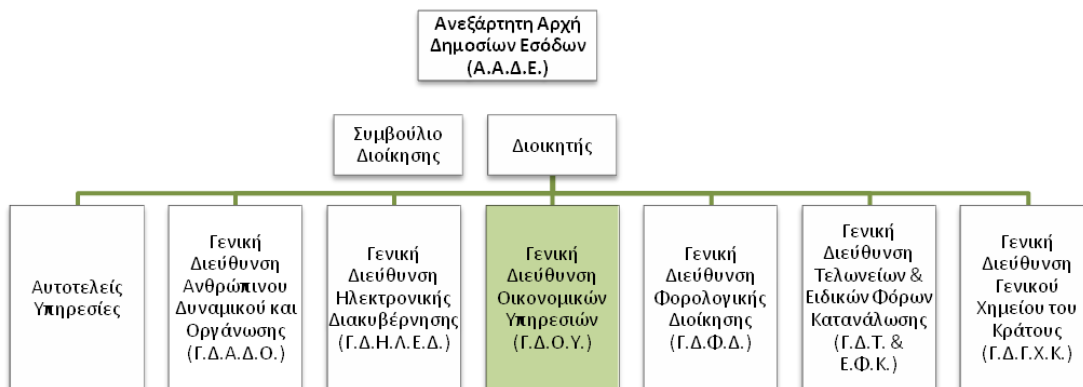 Ανεξάρτητη Αρχή
Δημοσίων Εσόδων
(Α.Α.Δ.Ε.)
Συμβούλιο
Διοίκησης
Διοικητής
Αυτοτελείς
Υπηρεσίες
Γενική
Διεύθυνση
Ανθρώπινου
Δυναμικού και
Οργάνωσης
(Γ.Δ.Α.Δ.Ο.)
Γενική
Διεύθυνση
Ηλεκτρονικής
Διακυβέρνησης
(Γ.Δ.Η.Λ.Ε.Δ.)
Γενική
Διεύθυνση
Οικονομικών
Υπηρεσιών
(Γ.Δ.Ο.Υ.)
Γενική
Διεύθυνση
Φορολογικής
Διοίκησης
(Γ.Δ.Φ.Δ.)
Γενική
Διεύθυνση
Τελωνείων &
Ειδικών Φόρων
Κατανάλωσης
(Γ.Δ.Τ. &
Ε.Φ.Κ.)
Γενική
Διεύθυνση
Γενικού
Χημείου του
Κράτους
(Γ.Δ.Γ.Χ.Κ.)